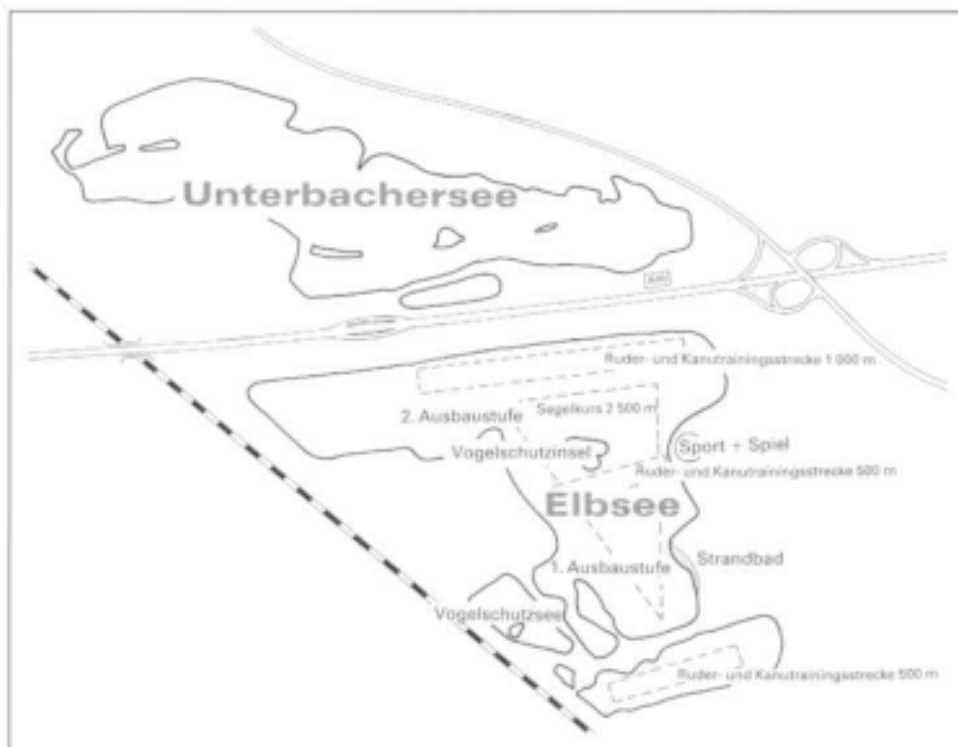 Unterbachersee
Ruder- und Kanutrainingsstrecke 1 000 m
Segelkurs 2 500 m
2. Ausbaustufe
Vogelschutzinsel
Sport + Spiel
Ruder- und Kanutrainingsstrecke 500 m
Elbsee
Strandbad
1. Ausbaustufe
Vogelschutzsee
Ruder- und Kanutrainingsstrecke 500 m